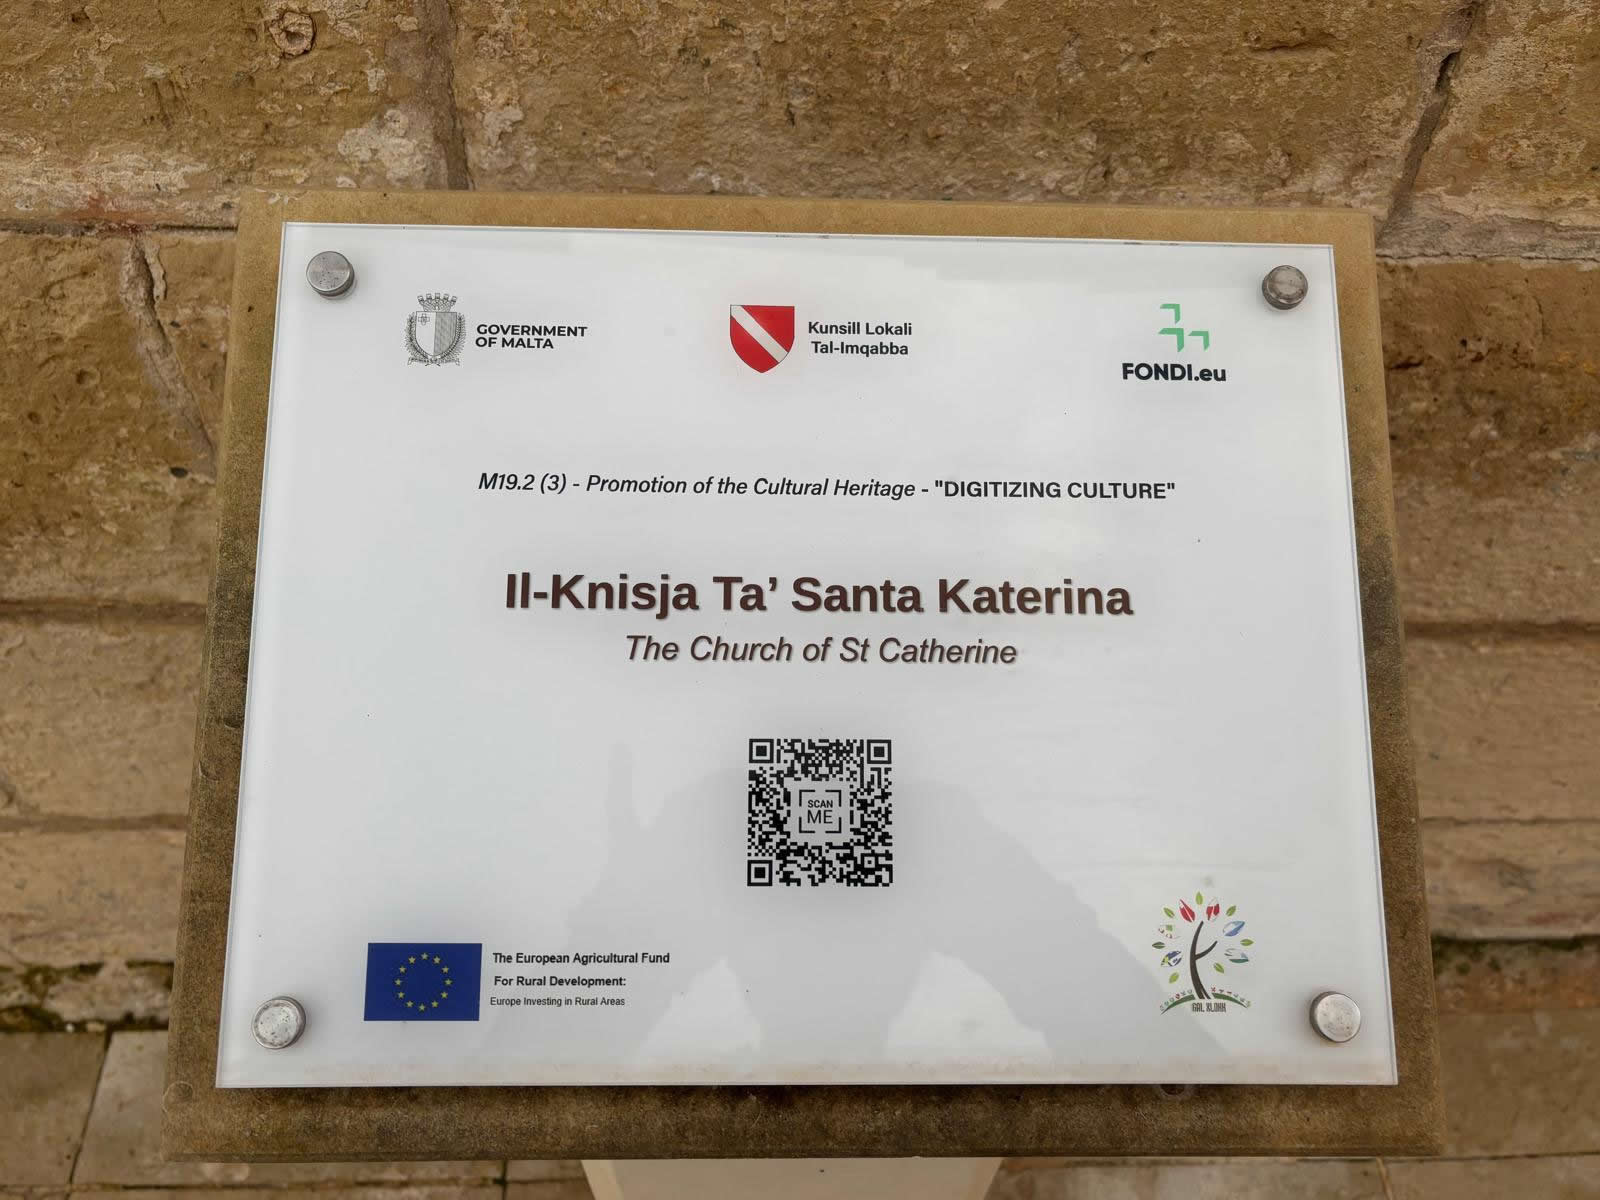 GOVERNMENT
OF MALTA
Kunsill Lokali
Tal-Imqabba
FONDI.eu
M19.2 (3) - Promotion of the Cultural Heritage - "DIGITIZING CULTURE"
Il-Knisja Ta’ Santa Katerina
The Church of St Catherine
SCAN
ME
The European Agricultural Fund
For Rural Development:
Europe Investing in Rural Areas
GAL XLOKK